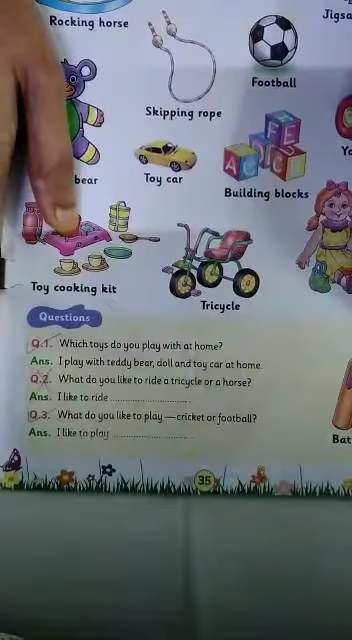 Rocking horse
Jigsa
Football
Skipping rope
bear
Toy car
Building blocks
Yo
Toy cooking kit
Tricycle
Questions
Q.1. Which toys do you play with at home?
Ans. I play with teddy bear, doll and toy car at home.
Q.2. What do you like to ride a tricycle or a horse?
Ans. I like to ride ..............................
Q.3. What do you like to play — cricket or football?
Ans. I like to play ..............................
Bat
35